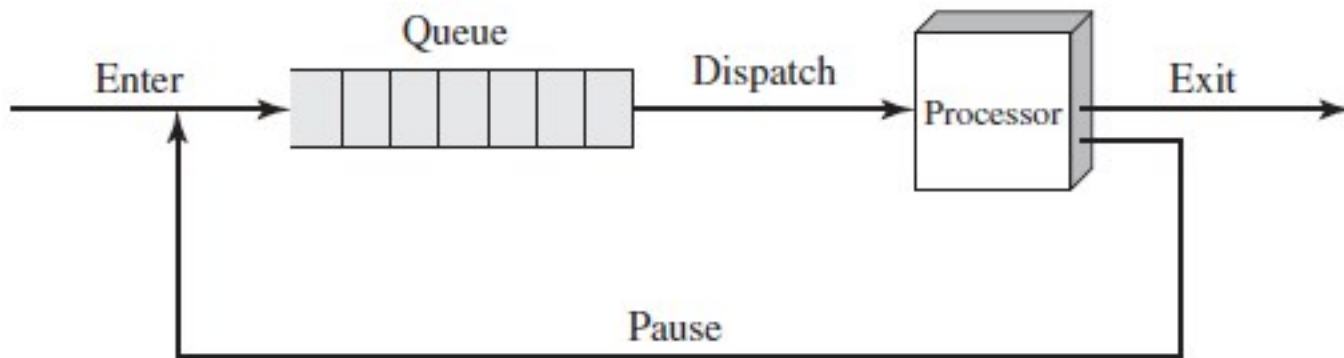 Queue
Enter
Dispatch
Processor
Exit
Pause